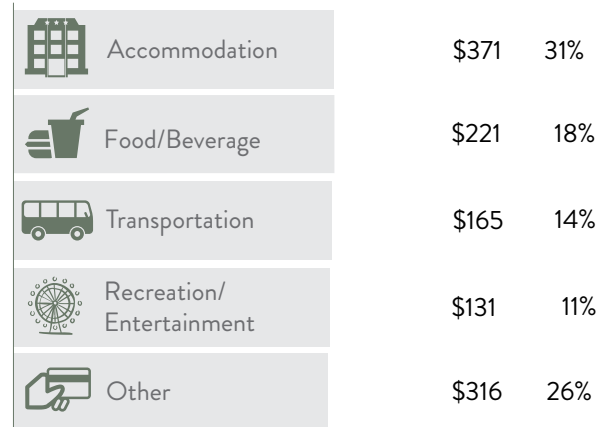 Accommodation $371 31%
Food/Beverage $221 18%
Transportation $165 14%
Recreation/
Entertainment $131 11%
Other $316 26%